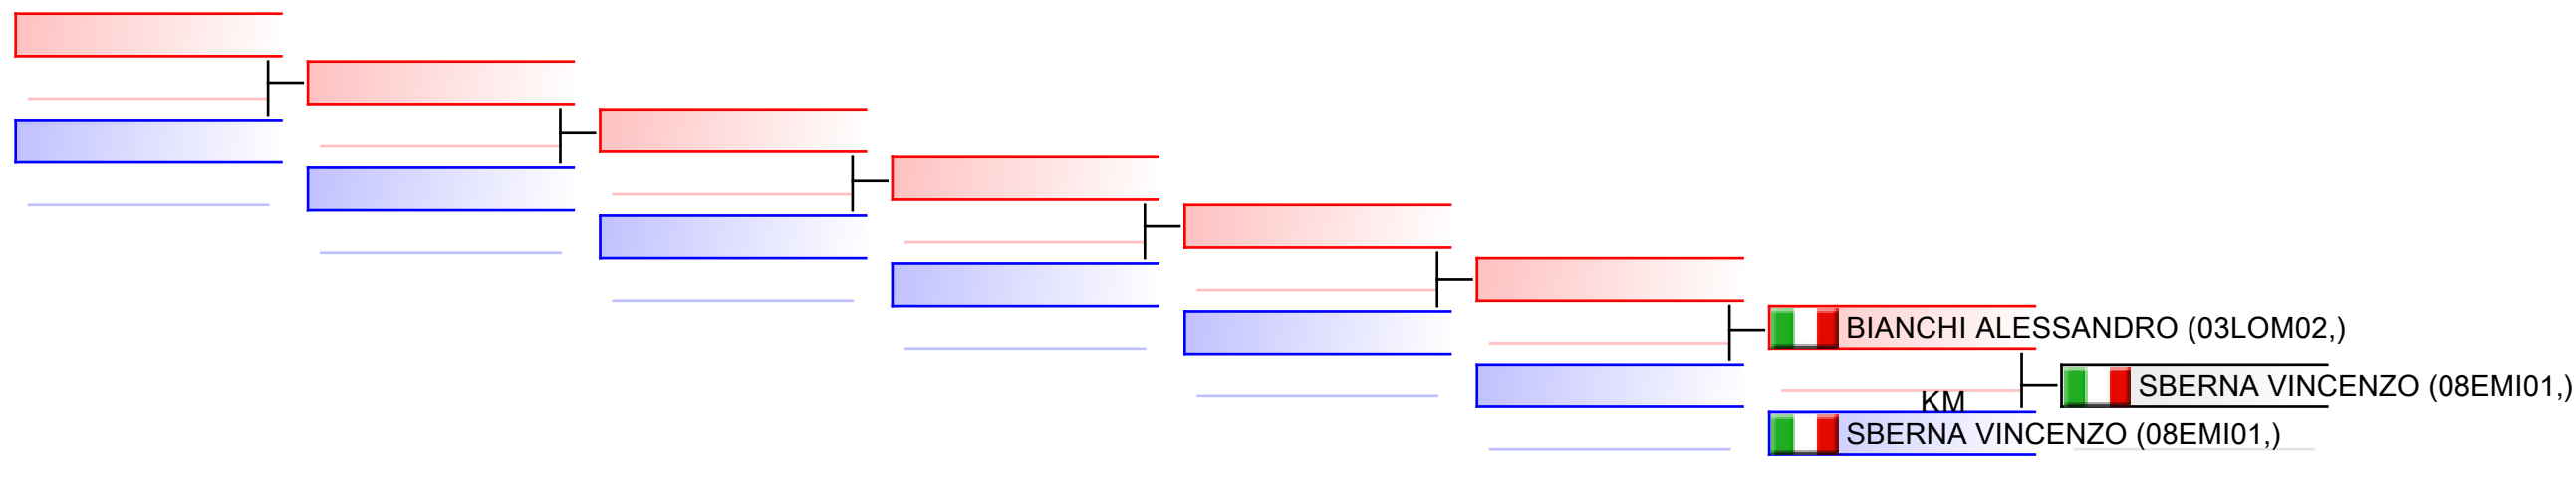 BIANCHI ALESSANDRO (03LOM02,)
SBERNA VINCENZO (08EMI01,)
KM
SBERNA VINCENZO (08EMI01,)